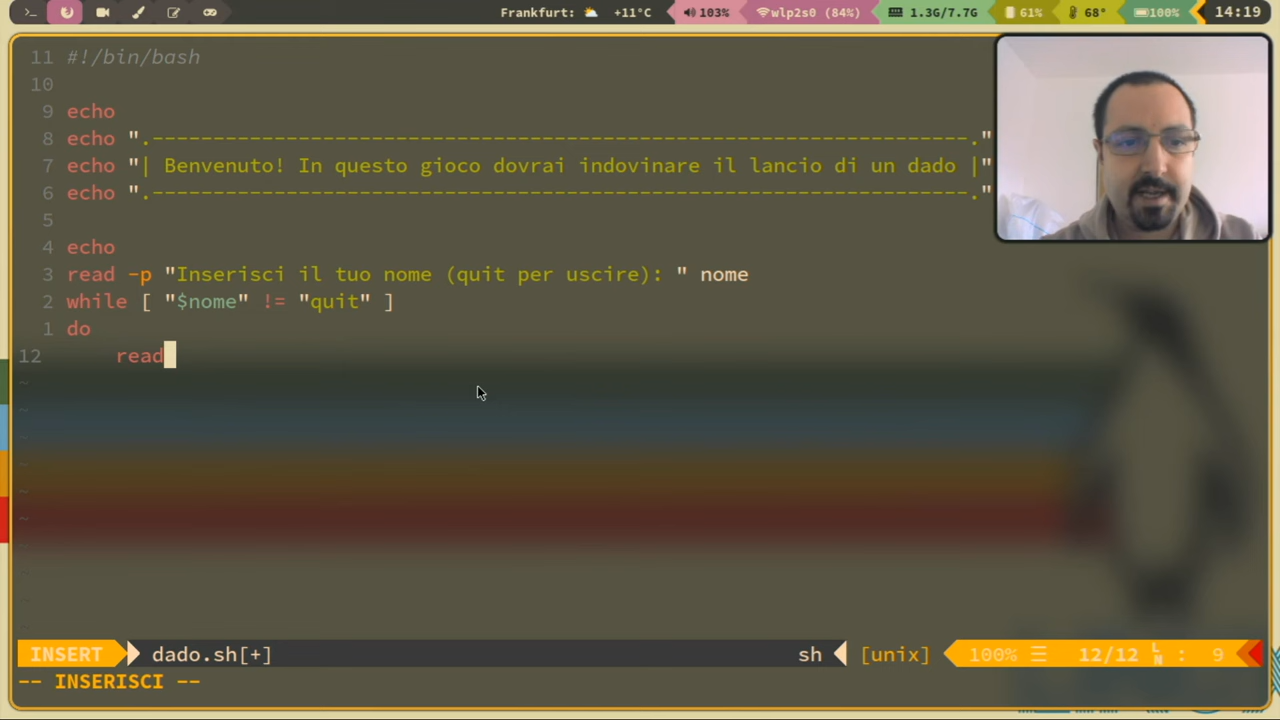 Frankfurt: +11°C 103% wlp2s0 (84%) 1.3G/7.7G 61% 68° 100% 14:19
11 #!/bin/bash
10
9 echo
8 echo ".-------------------------------------------------------------------."
7 echo "| Benvenuto! In questo gioco dovrai indovinare il lancio di un dado |"
6 echo ".-------------------------------------------------------------------."
5
4 echo
3 read -p "Inserisci il tuo nome (quit per uscire): " nome
2 while [ "$nome" != "quit" ]
1 do
12 read
~
~
~
~
~
~
~
~
~
~
INSERT dado.sh[+] sh [unix] 100% ☰ 12/12 LN : 9
-- INSERISCI --